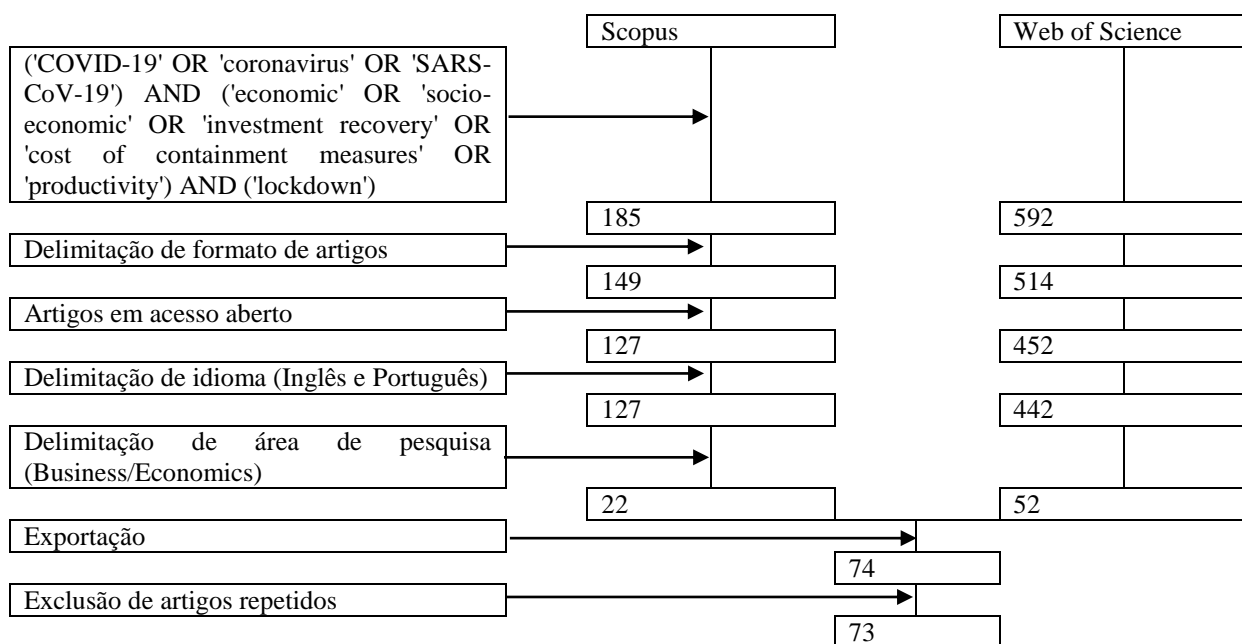 Scopus
Web of Science
('COVID-19' OR 'coronavirus' OR 'SARS-
CoV-19') AND ('economic' OR 'socio-
economic' OR 'investment recovery' OR
'cost of containment measures' OR
'productivity') AND ('lockdown')
185
592
Delimitação de formato de artigos
149
514
Artigos em acesso aberto
127
452
Delimitação de idioma (Inglês e Português)
127
442
Delimitação de área de pesquisa
(Business/Economics)
22
52
Exportação
74
Exclusão de artigos repetidos
73